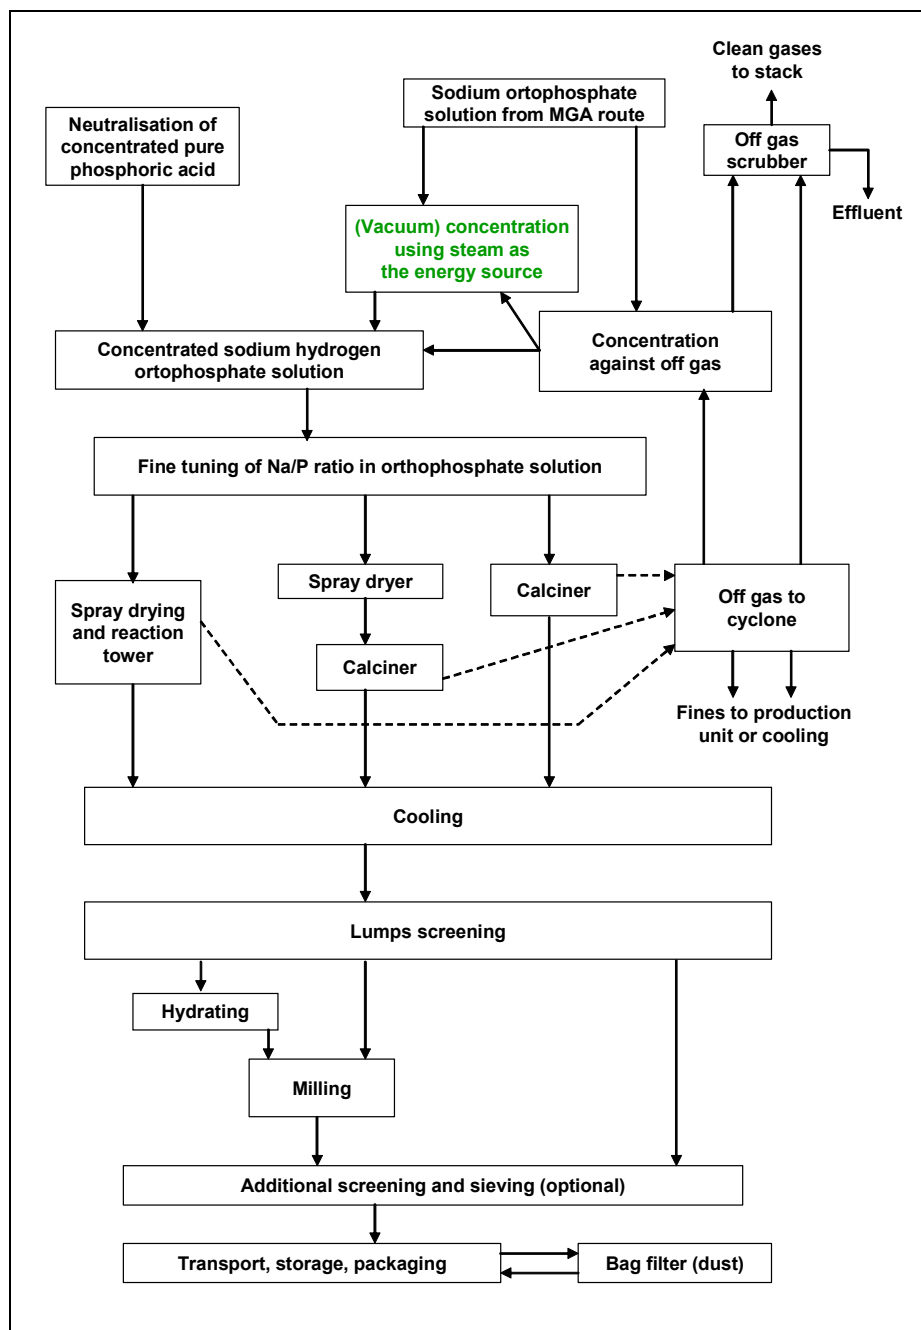 Clean gases
to stack
Sodium ortophosphate
solution from MGA route
Neutralisation of
concentrated pure
phosphoric acid
Off gas
scrubber
Effluent
(Vacuum) concentration
using steam as
the energy source
Concentrated sodium hydrogen
ortophosphate solution
Concentration
against off gas
Fine tuning of Na/P ratio in orthophosphate solution
Spray drying
and reaction
tower
Spray dryer
Calciner
Calciner
Off gas to
cyclone
Fines to production
unit or cooling
Cooling
Lumps screening
Hydrating
Milling
Additional screening and sieving (optional)
Transport, storage, packaging
Bag filter (dust)